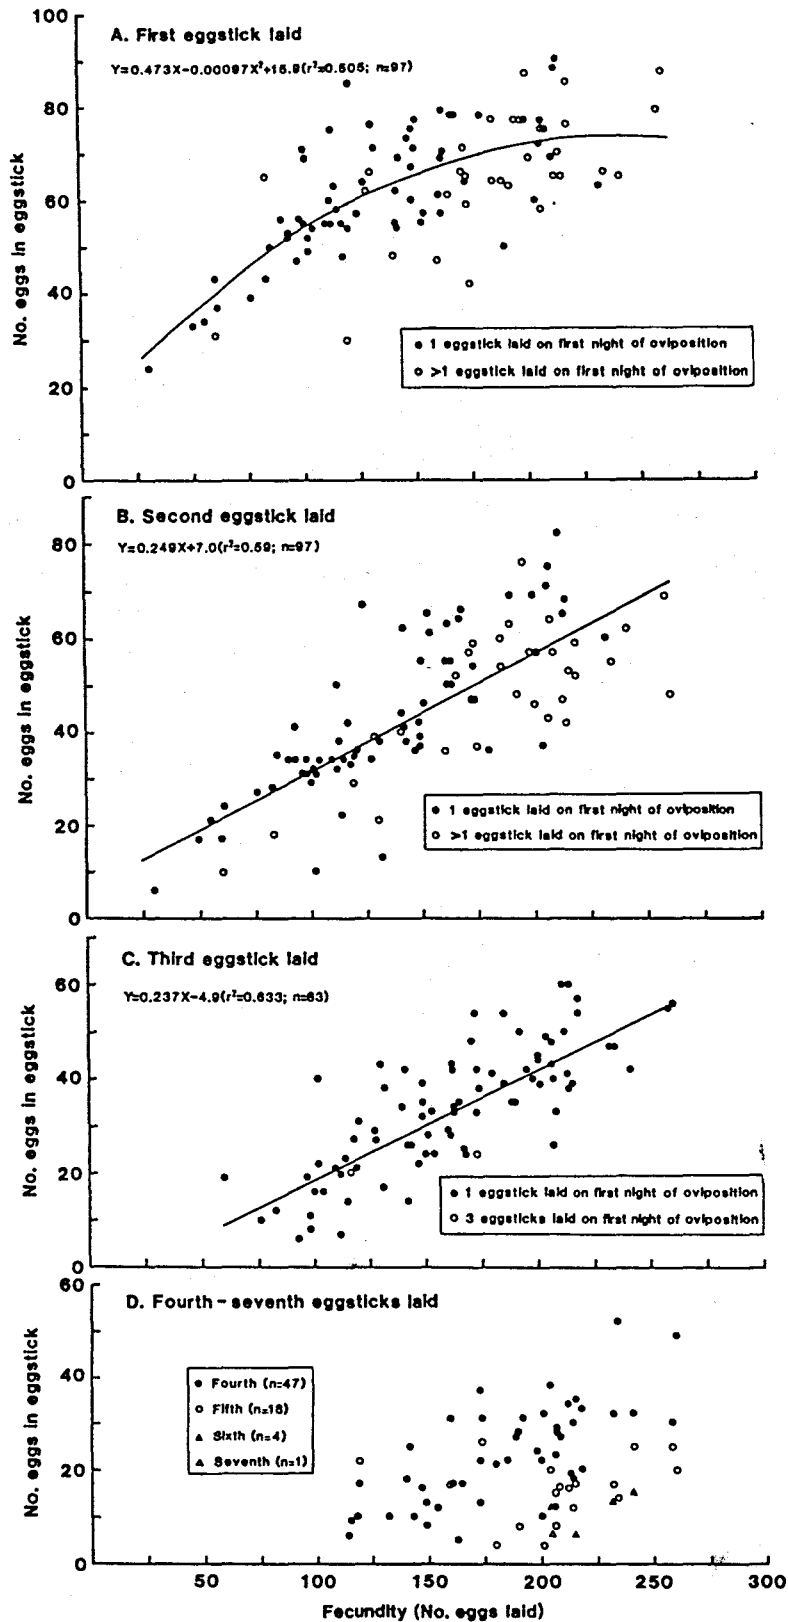 100
A. First eggstick laid
Y=0.473X-0.00097X²+15.9(r²=0.505; n=97)
80
60
40
20
0
No. eggs in eggstick
● 1 eggstick laid on first night of oviposition
○ >1 eggstick laid on first night of oviposition
B. Second eggstick laid
Y=0.249X+7.0(r²=0.59; n=97)
80
60
40
20
0
No. eggs in eggstick
● 1 eggstick laid on first night of oviposition
○ >1 eggstick laid on first night of oviposition
C. Third eggstick laid
Y=0.237X-4.9(r²=0.633; n=83)
60
40
20
0
No. eggs in eggstick
● 1 eggstick laid on first night of oviposition
○ 3 eggsticks laid on first night of oviposition
60
D. Fourth-seventh eggsticks laid
40
20
0
No. eggs in eggstick
● Fourth (n=47)
○ Fifth (n=18)
▲ Sixth (n=4)
▲ Seventh (n=1)
50 100 150 200 250 300
Fecundity (No. eggs laid)